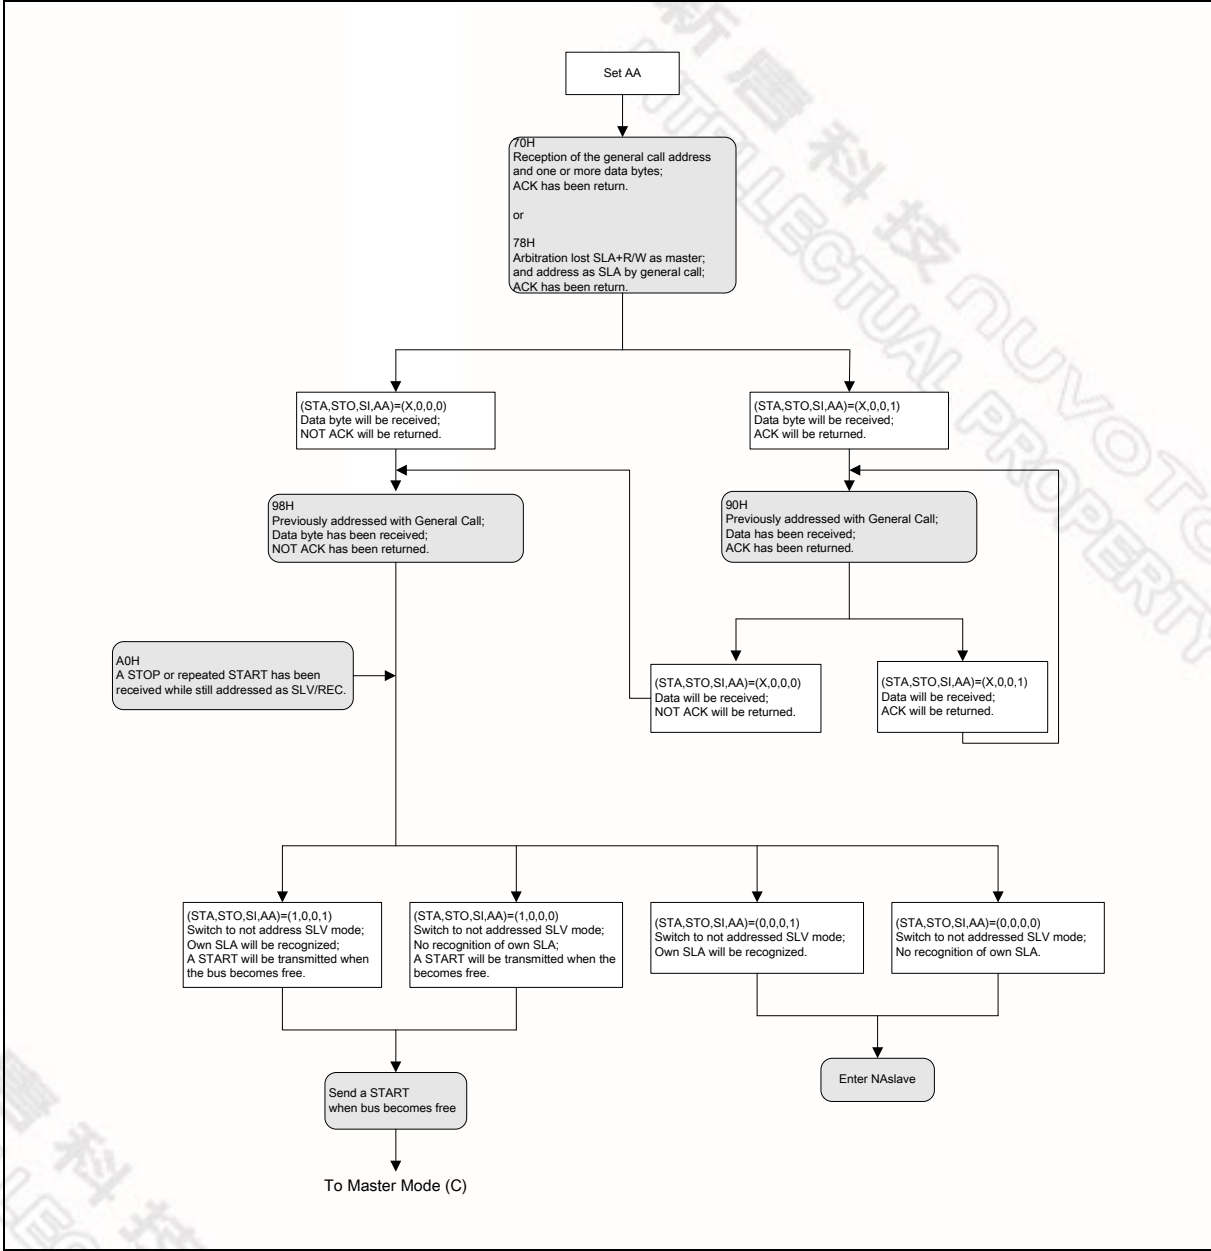 Set AA
70H
Reception of the general call address
and one or more data bytes;
ACK has been return.
or
78H
Arbitration lost SLA+R/W as master;
and address as SLA by general call;
ACK has been return.
(STA,STO,SI,AA)=(X,0,0,0)
Data byte will be received;
NOT ACK will be returned.
(STA,STO,SI,AA)=(X,0,0,1)
Data byte will be received;
ACK will be returned.
98H
Previously addressed with General Call;
Data byte has been received;
NOT ACK has been returned.
90H
Previously addressed with General Call;
Data has been received;
ACK has been returned.
A0H
A STOP or repeated START has been
received while still addressed as SLV/REC.
(STA,STO,SI,AA)=(X,0,0,0)
Data will be received;
NOT ACK will be returned.
(STA,STO,SI,AA)=(X,0,0,1)
Data will be received;
ACK will be returned.
(STA,STO,SI,AA)=(1,0,0,1)
Switch to not address SLV mode;
Own SLA will be recognized;
A START will be transmitted when
the bus becomes free.
(STA,STO,SI,AA)=(1,0,0,0)
Switch to not addressed SLV mode;
No recognition of own SLA;
A START will be transmitted when the
becomes free.
(STA,STO,SI,AA)=(0,0,0,1)
Switch to not addressed SLV mode;
Own SLA will be recognized.
(STA,STO,SI,AA)=(0,0,0,0)
Switch to not addressed SLV mode;
No recognition of own SLA.
Send a START
when bus becomes free
Enter NAslave
To Master Mode (C)
新唐科技 nuvoTo
INTELLECTUAL PROPERTY
唐科技